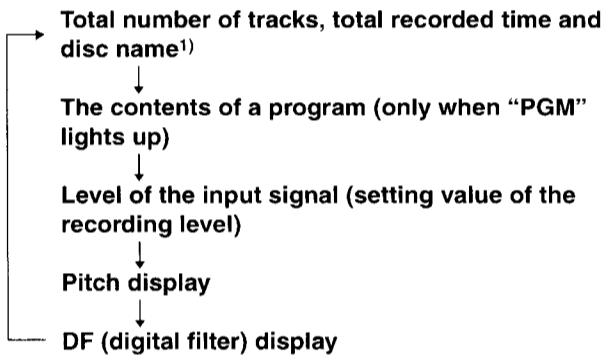 Total number of tracks, total recorded time and
disc name1)
The contents of a program (only when “PGM”
lights up)
Level of the input signal (setting value of the
recording level)
Pitch display
DF (digital filter) display